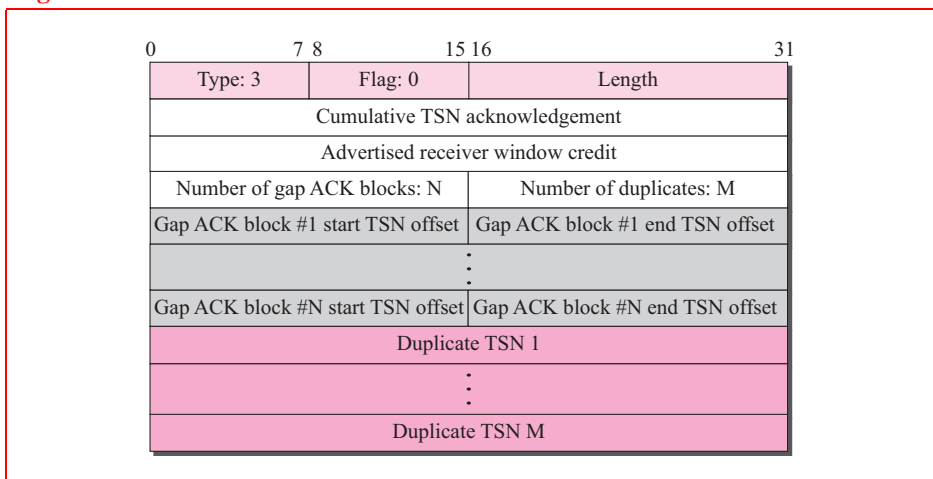 0 7 8 15 16 31
Type: 3 Flag: 0 Length
Cumulative TSN acknowledgement
Advertised receiver window credit
Number of gap ACK blocks: N Number of duplicates: M
Gap ACK block #1 start TSN offset Gap ACK block #1 end TSN offset
Gap ACK block #N start TSN offset Gap ACK block #N end TSN offset
Duplicate TSN 1
Duplicate TSN M